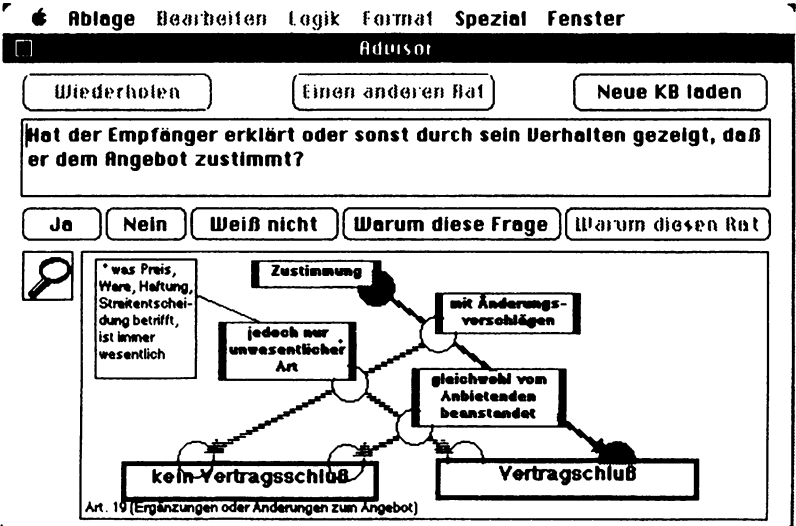 Ablage Bearbeiten Logik Format Spezial Fenster
Advisor
Wiederholen Einen anderen Rat Neue KB laden
Hat der Empfänger erklärt oder sonst durch sein Verhalten gezeigt, daß
er dem Angebot zustimmt?
Ja Nein Weiß nicht Warum diese Frage Warum diesen Rat
* was Preis,
Ware, Haftung,
Streitentschei-
dung betrifft,
ist immer
wesentlich
Zustimmung
mit Änderungs-
vorschlägen
jedoch nur
unwesentlicher*
Art
gleichwohl vom
Anbietenden
beanstandet
kein Vertragsschluß
Vertragschluß
Art. 19 (Ergänzungen oder Änderungen zum Angebot)